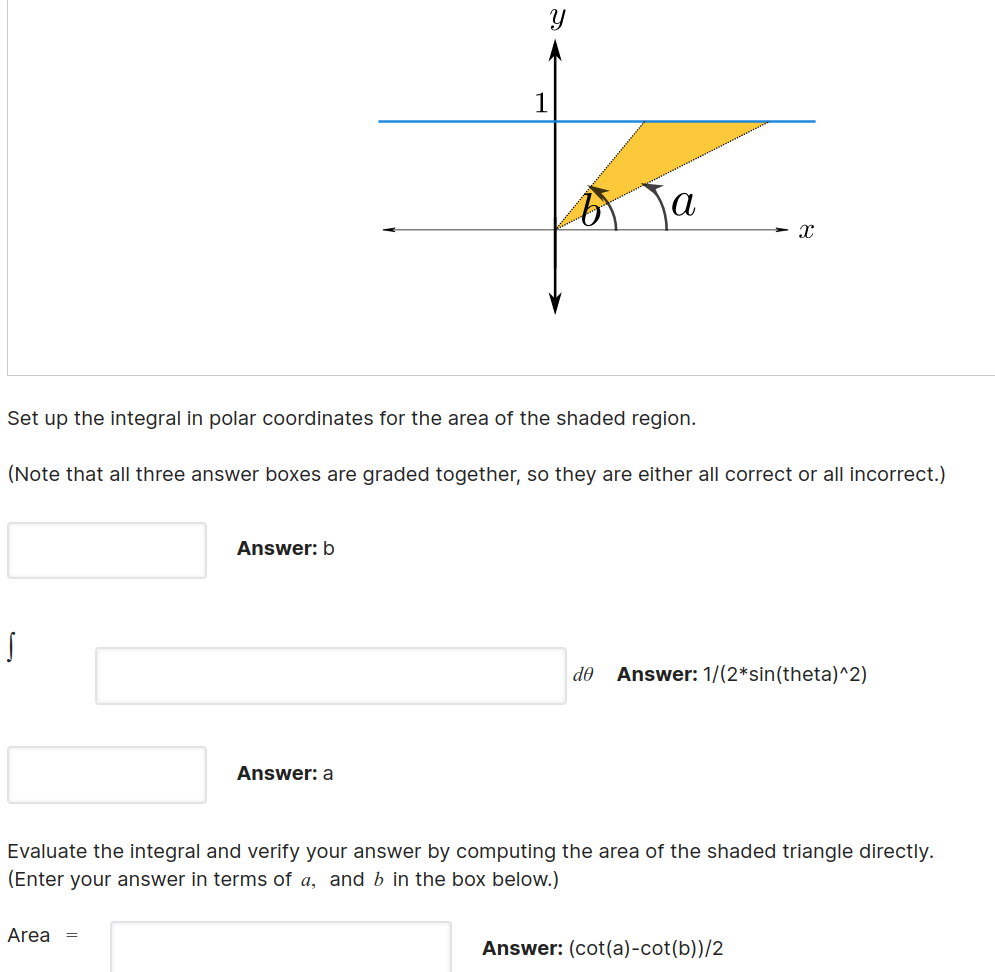 y
1
b
a
x
Set up the integral in polar coordinates for the area of the shaded region.
(Note that all three answer boxes are graded together, so they are either all correct or all incorrect.)
Answer: b
∫
dθ Answer: 1/(2*sin(theta)^2)
Answer: a
Evaluate the integral and verify your answer by computing the area of the shaded triangle directly.
(Enter your answer in terms of a, and b in the box below.)
Area =
Answer: (cot(a)-cot(b))/2